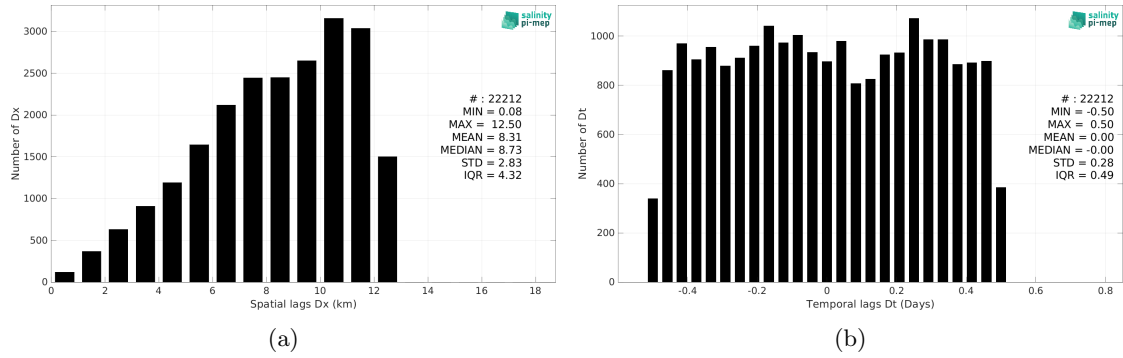 3000
2500
2000
1500
1000
500
0
Number of Dx
salinity
pi-mep
# : 22212
MIN = 0.08
MAX = 12.50
MEAN = 8.31
MEDIAN = 8.73
STD = 2.83
IQR = 4.32
0 2 4 6 8 10 12 14 16 18
Spatial lags Dx (km)
(a)
1000
800
600
400
200
0
Number of Dt
salinity
pi-mep
# : 22212
MIN = -0.50
MAX = 0.50
MEAN = 0.00
MEDIAN = -0.00
STD = 0.28
IQR = 0.49
-0.4 -0.2 0 0.2 0.4 0.6 0.8
Temporal lags Dt (Days)
(b)